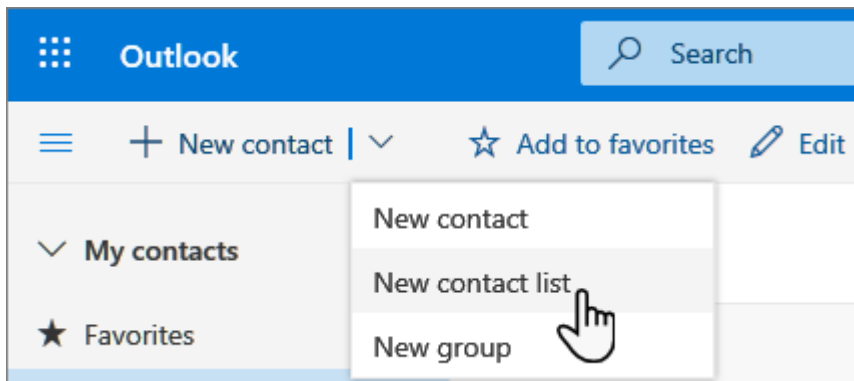 Outlook
Search
New contact
Add to favorites
Edit
New contact
My contacts
New contact list
Favorites
New group